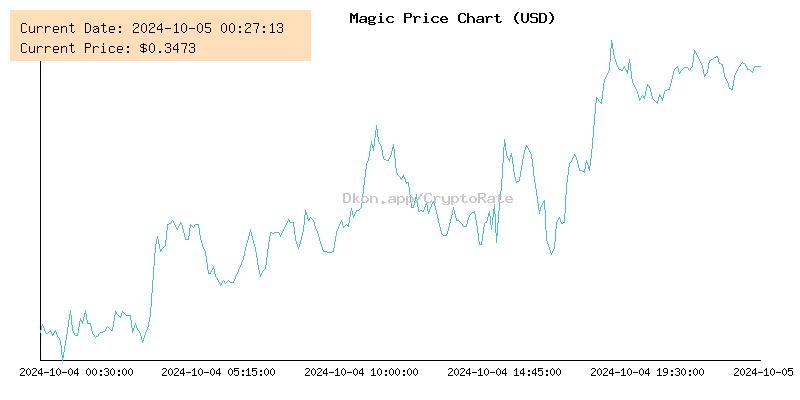 Magic Price Chart (USD)
Current Date: 2024-10-05 00:27:13
Current Price: $0.3473
Dkon.app/CryptoRate
2024-10-04 00:30:00 2024-10-04 05:15:00 2024-10-04 10:00:00 2024-10-04 14:45:00 2024-10-04 19:30:00 2024-10-05